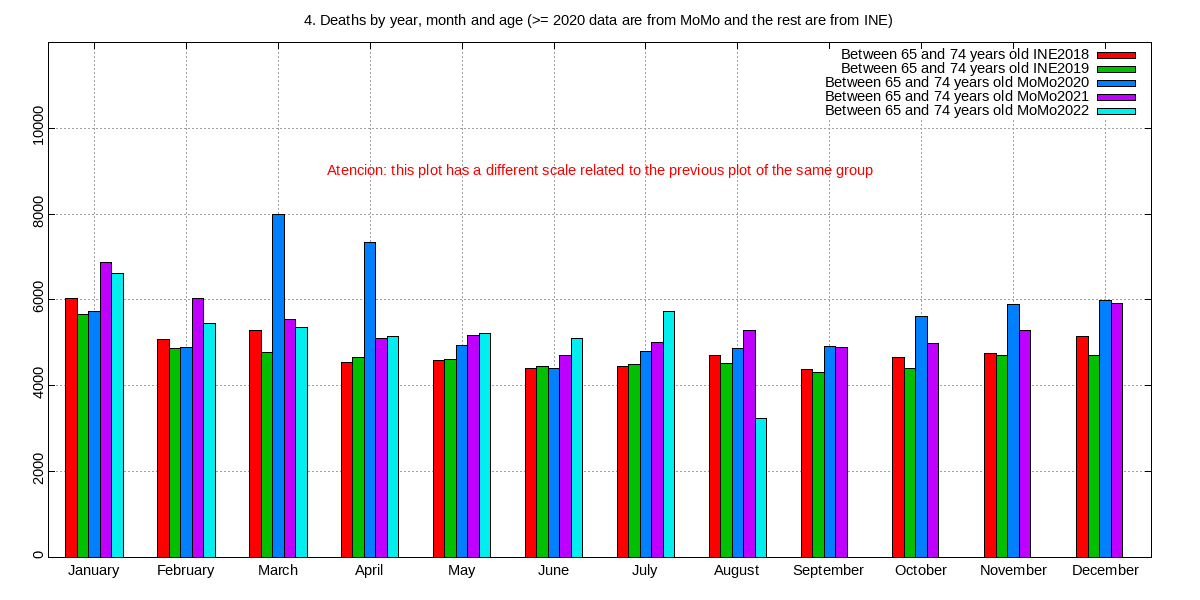 4. Deaths by year, month and age (>= 2020 data are from MoMo and the rest are from INE)
Between 65 and 74 years old INE2018
Between 65 and 74 years old INE2019
Between 65 and 74 years old MoMo2020
Between 65 and 74 years old MoMo2021
Between 65 and 74 years old MoMo2022
Atencion: this plot has a different scale related to the previous plot of the same group
10000
8000
6000
4000
2000
0
January February March April May June July August September October November December